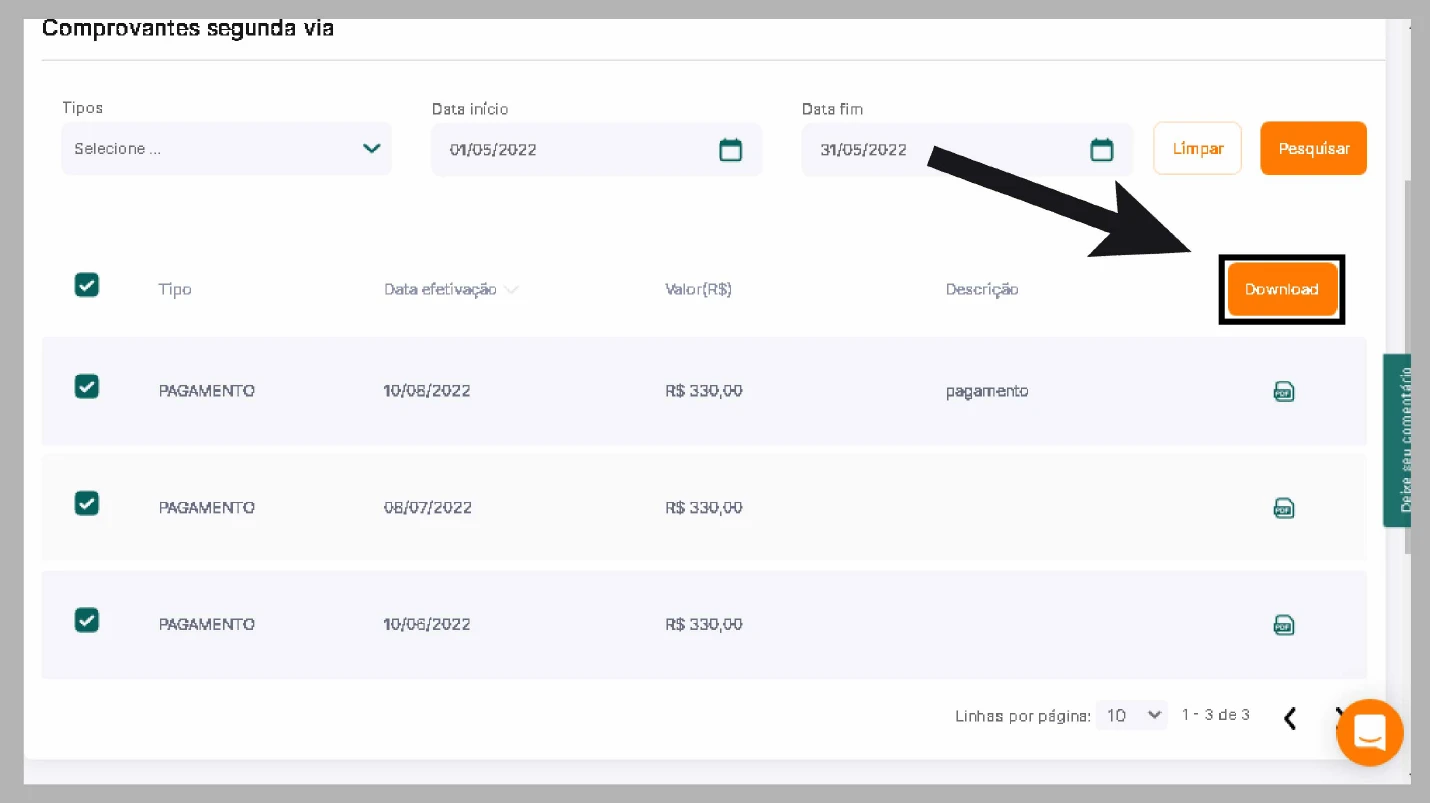 Comprovantes segunda via
Tipos
Data início
Data fim
Selecione ...
01/05/2022
31/05/2022
Limpar
Pesquisar
Tipo
Data efetivação
Valor(R$)
Descrição
Download
PAGAMENTO
10/08/2022
R$ 330,00
pagamento
PDF
PAGAMENTO
08/07/2022
R$ 330,00
PDF
PAGAMENTO
10/06/2022
R$ 330,00
PDF
Deixe seu comentário
Linhas por página:
10
1 - 3 de 3